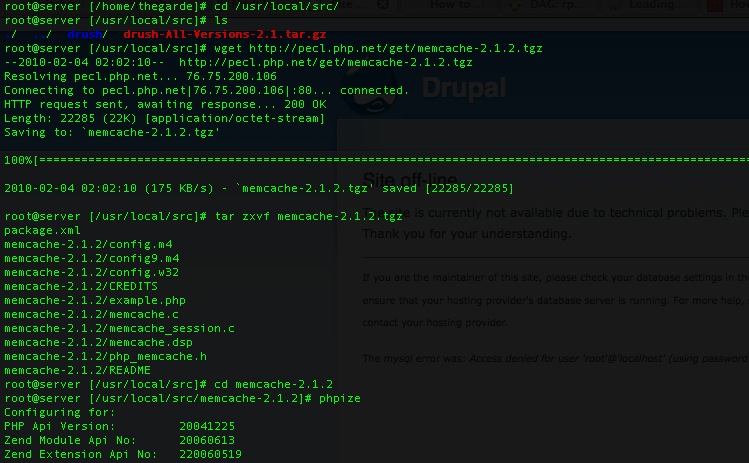 root@server [/home/thegarde]# cd /usr/local/src/
root@server [/usr/local/src]# ls
./  ../  drush/  drush-All-Versions-2.1.tar.gz
root@server [/usr/local/src]# wget http://pecl.php.net/get/memcache-2.1.2.tgz
--2010-02-04 02:02:10--  http://pecl.php.net/get/memcache-2.1.2.tgz
Resolving pecl.php.net... 76.75.200.106
Connecting to pecl.php.net|76.75.200.106|:80... connected.
HTTP request sent, awaiting response... 200 OK
Length: 22285 (22K) [application/octet-stream]
Saving to: `memcache-2.1.2.tgz'
100%[==============================================================================================
2010-02-04 02:02:10 (175 KB/s) - `memcache-2.1.2.tgz' saved [22285/22285]
root@server [/usr/local/src]# tar zxvf memcache-2.1.2.tgz
package.xml
memcache-2.1.2/config.m4
memcache-2.1.2/config9.m4
memcache-2.1.2/config.w32
memcache-2.1.2/CREDITS
memcache-2.1.2/example.php
memcache-2.1.2/memcache.c
memcache-2.1.2/memcache_session.c
memcache-2.1.2/memcache.dsp
memcache-2.1.2/php_memcache.h
memcache-2.1.2/README
root@server [/usr/local/src]# cd memcache-2.1.2
root@server [/usr/local/src/memcache-2.1.2]# phpize
Configuring for:
PHP Api Version:         20041225
Zend Module Api No:      20060613
Zend Extension Api No:   220060519
How to ...
DAG: rp...
Drupal
Site off-line
The site is currently not available due to technical problems.
Thank you for your understanding.
If you are the maintainer of this site, please check your database settings in the
ensure that your hosting provider's database server is running. For more help,
contact your hosting provider.
The mysql error was: Access denied for user 'root'@'localhost' (using password